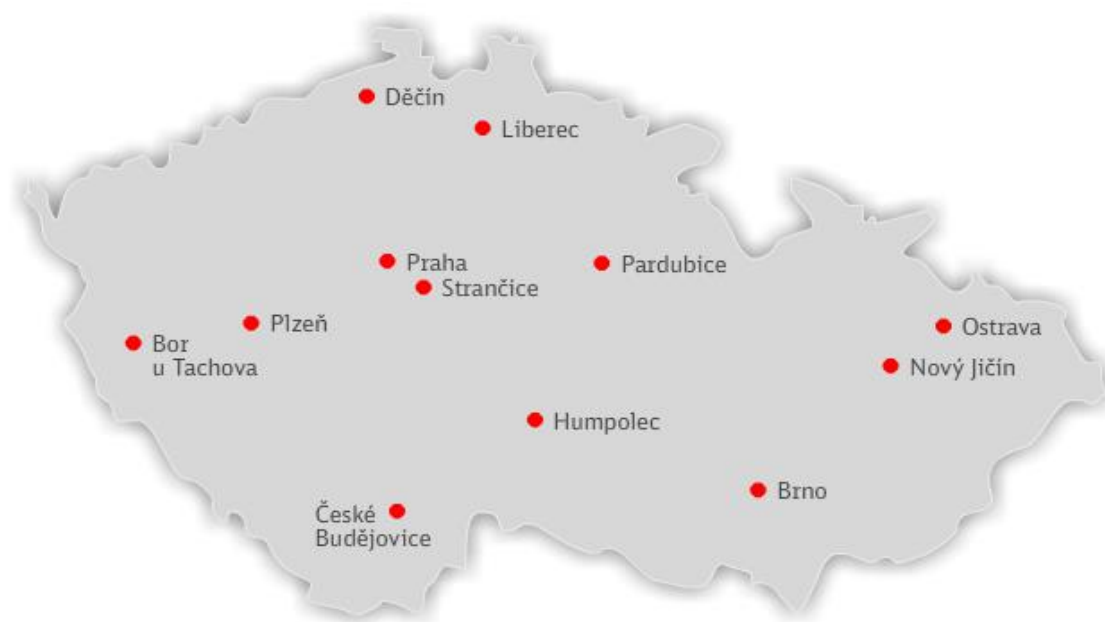 Děčín
Liberec
Praha
Pardubice
Strančice
Plzeň
Ostrava
Bor
u Tachova
Nový Jičín
Humpolec
Brno
České
Budějovice